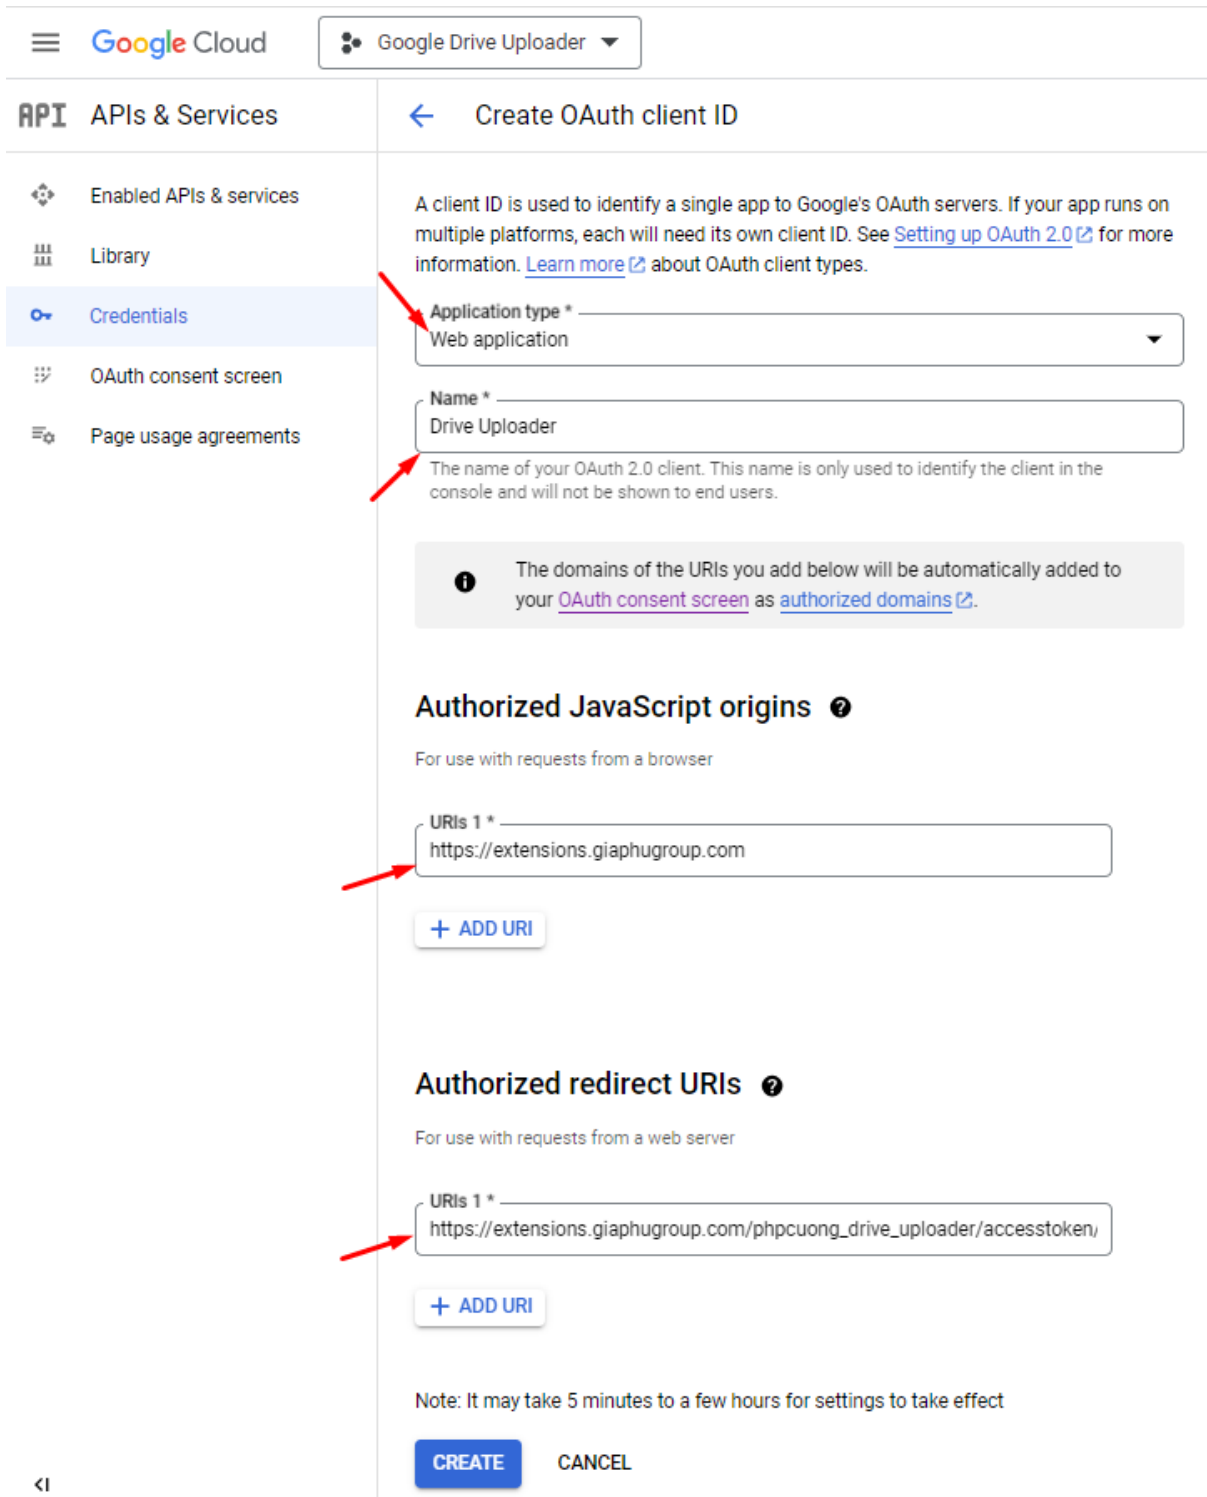 Google Cloud
Google Drive Uploader
API APIs & Services
Create OAuth client ID
Enabled APIs & services
Library
Credentials
OAuth consent screen
Page usage agreements
A client ID is used to identify a single app to Google's OAuth servers. If your app runs on
multiple platforms, each will need its own client ID. See Setting up OAuth 2.0 for more
information. Learn more about OAuth client types.
Application type *
Web application
Name *
Drive Uploader
The name of your OAuth 2.0 client. This name is only used to identify the client in the
console and will not be shown to end users.
The domains of the URIs you add below will be automatically added to
your OAuth consent screen as authorized domains.
Authorized JavaScript origins
For use with requests from a browser
URIs 1 *
https://extensions.giaphugroup.com
+ ADD URI
Authorized redirect URIs
For use with requests from a web server
URIs 1 *
https://extensions.giaphugroup.com/phpcuong_drive_uploader/accesstoken/
+ ADD URI
Note: It may take 5 minutes to a few hours for settings to take effect
CREATE
CANCEL